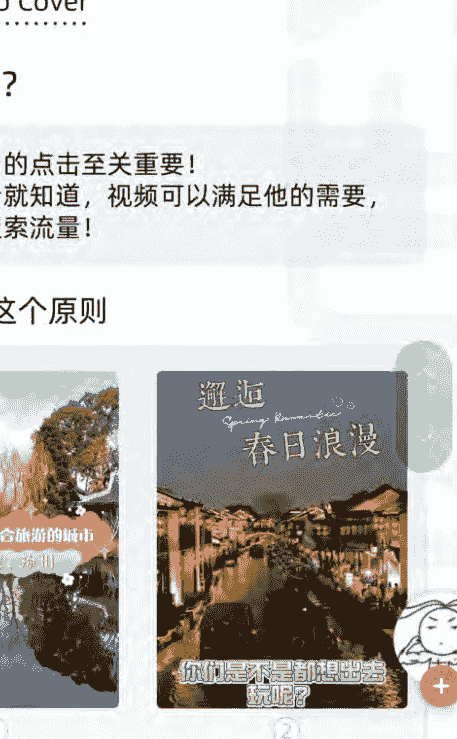 Cover
?
的点击至关重要！
就知道，视频可以满足他的需要，
索流量！
这个原则
邂逅
Spring Romantic
春日浪漫
合旅游的城市
你们是不是都想出去
玩呢？
②